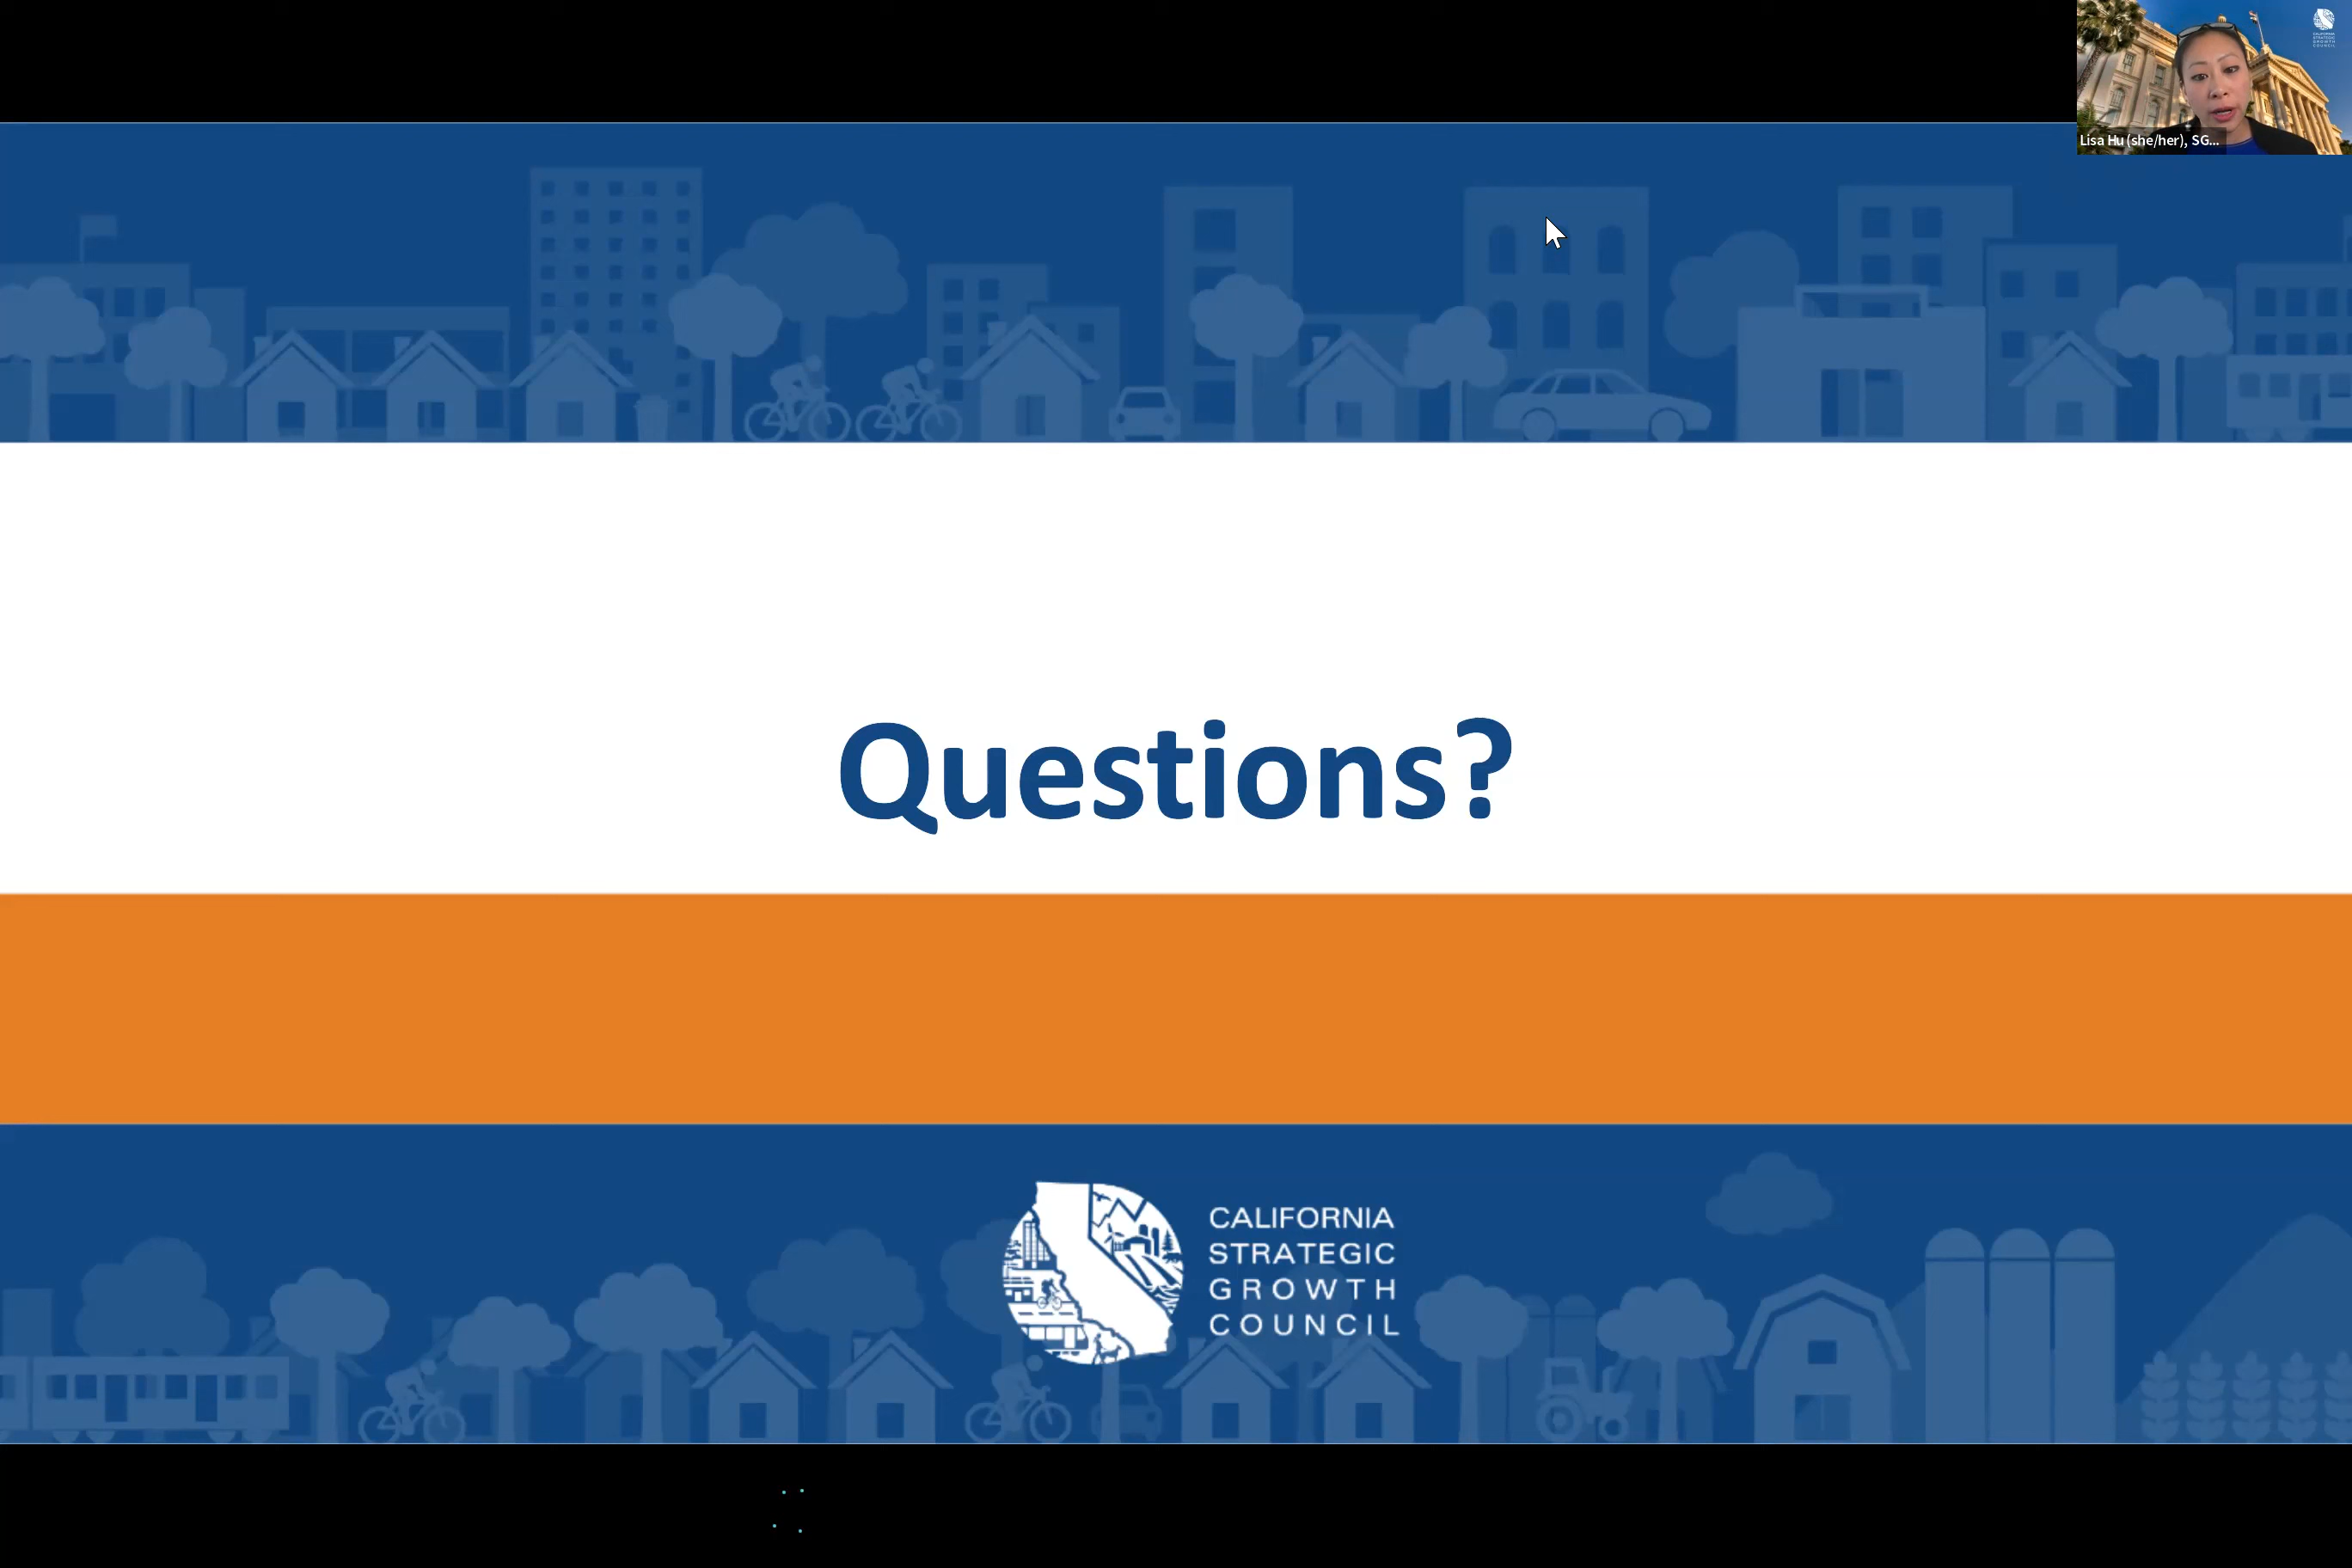 Lisa Hu (she/her), SG...
Questions?
CALIFORNIA
STRATEGIC
GROWTH
COUNCIL